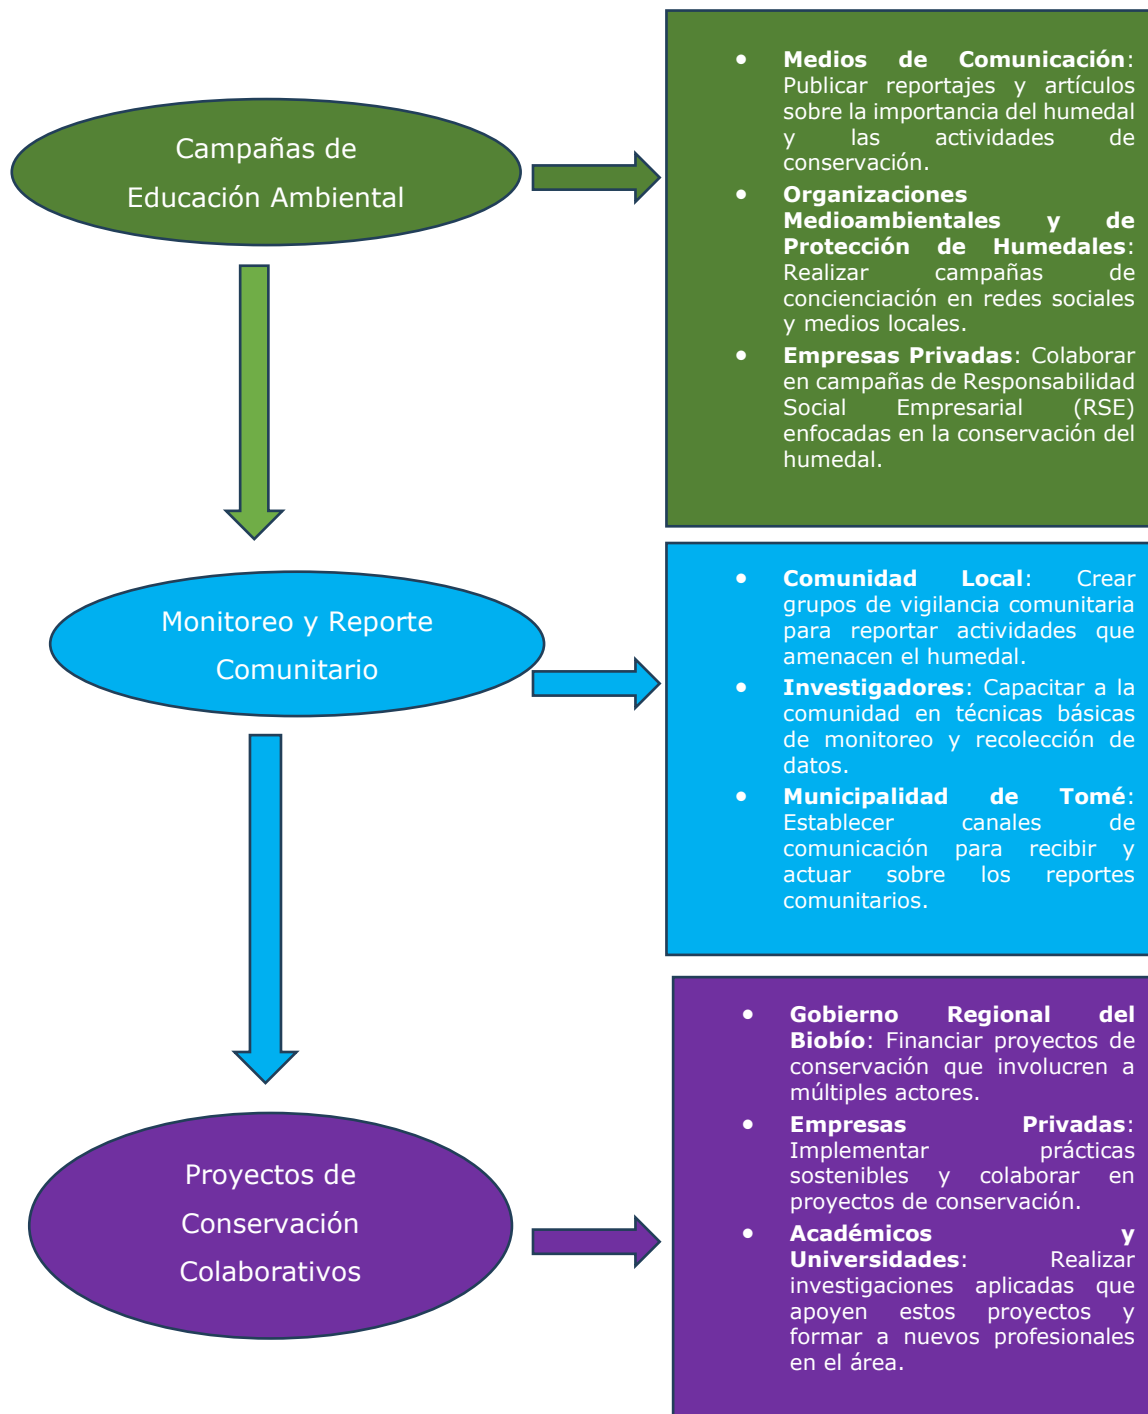 Campañas de
Educación Ambiental
• Medios de Comunicación:
Publicar reportajes y artículos
sobre la importancia del humedal
y las actividades de
conservación.
• Organizaciones
Medioambientales y de
Protección de Humedales:
Realizar campañas de
concienciación en redes sociales
y medios locales.
• Empresas Privadas: Colaborar
en campañas de Responsabilidad
Social Empresarial (RSE)
enfocadas en la conservación del
humedal.
Monitoreo y Reporte
Comunitario
• Comunidad Local: Crear
grupos de vigilancia comunitaria
para reportar actividades que
amenacen el humedal.
• Investigadores: Capacitar a la
comunidad en técnicas básicas
de monitoreo y recolección de
datos.
• Municipalidad de Tomé:
Establecer canales de
comunicación para recibir y
actuar sobre los reportes
comunitarios.
Proyectos de
Conservación
Colaborativos
• Gobierno Regional del
Biobío: Financiar proyectos de
conservación que involucren a
múltiples actores.
• Empresas Privadas:
Implementar prácticas
sostenibles y colaborar en
proyectos de conservación.
• Académicos y
Universidades: Realizar
investigaciones aplicadas que
apoyen estos proyectos y
formar a nuevos profesionales
en el área.